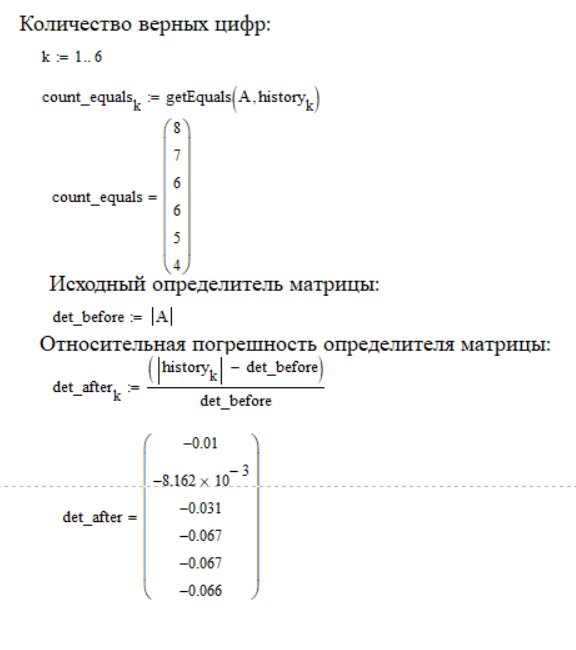 Количество верных цифр:
k := 1.. 6
count_equals_k := getEquals(A, history_k)
count_equals = (8
7
6
6
5
4)
Исходный определитель матрицы:
det_before := |A|
Относительная погрешность определителя матрицы:
det_after_k := (|history_k| − det_before) / det_before
det_after = (−0.01
−8.162 × 10^−3
−0.031
−0.067
−0.067
−0.066)